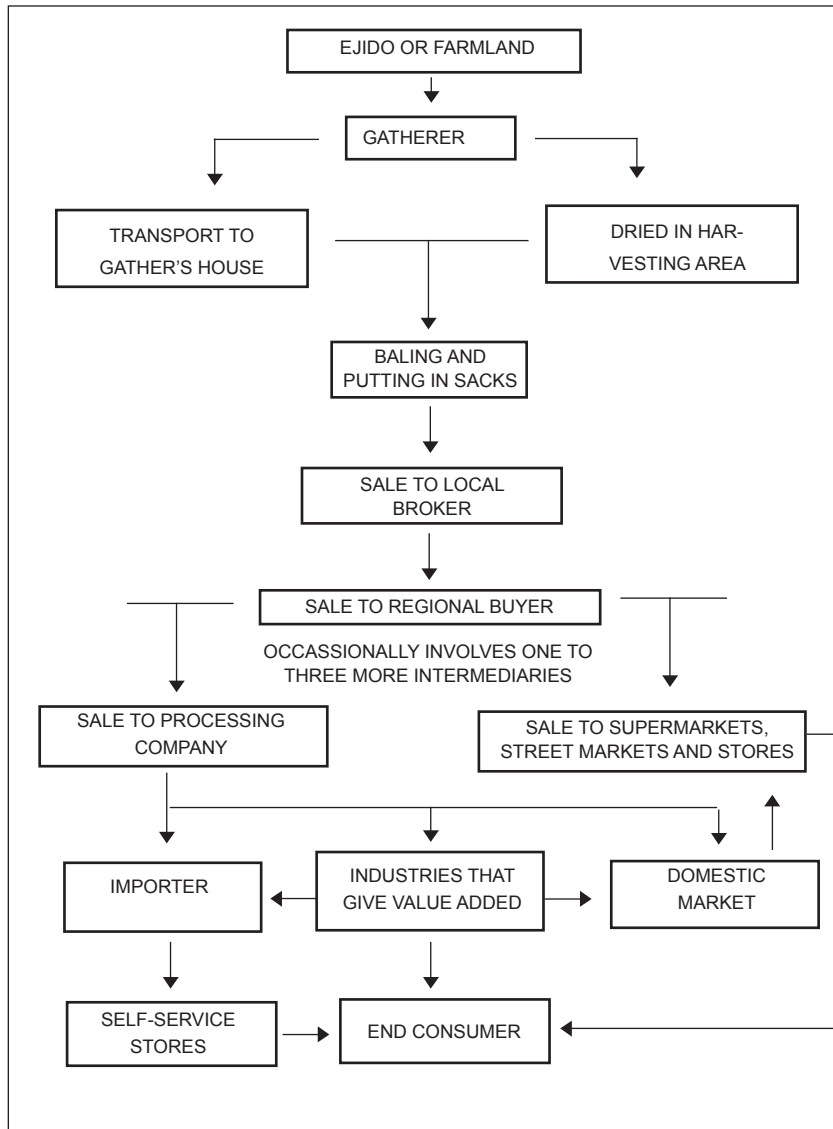 EJIDO OR FARMLAND
GATHERER
TRANSPORT TO
GATHER'S HOUSE
DRIED IN HAR-
VESTING AREA
BALING AND
PUTTING IN SACKS
SALE TO LOCAL
BROKER
SALE TO REGIONAL BUYER
OCCASSIONALLY INVOLVES ONE TO
THREE MORE INTERMEDIARIES
SALE TO PROCESSING
COMPANY
SALE TO SUPERMARKETS,
STREET MARKETS AND STORES
IMPORTER
INDUSTRIES THAT
GIVE VALUE ADDED
DOMESTIC
MARKET
SELF-SERVICE
STORES
END CONSUMER